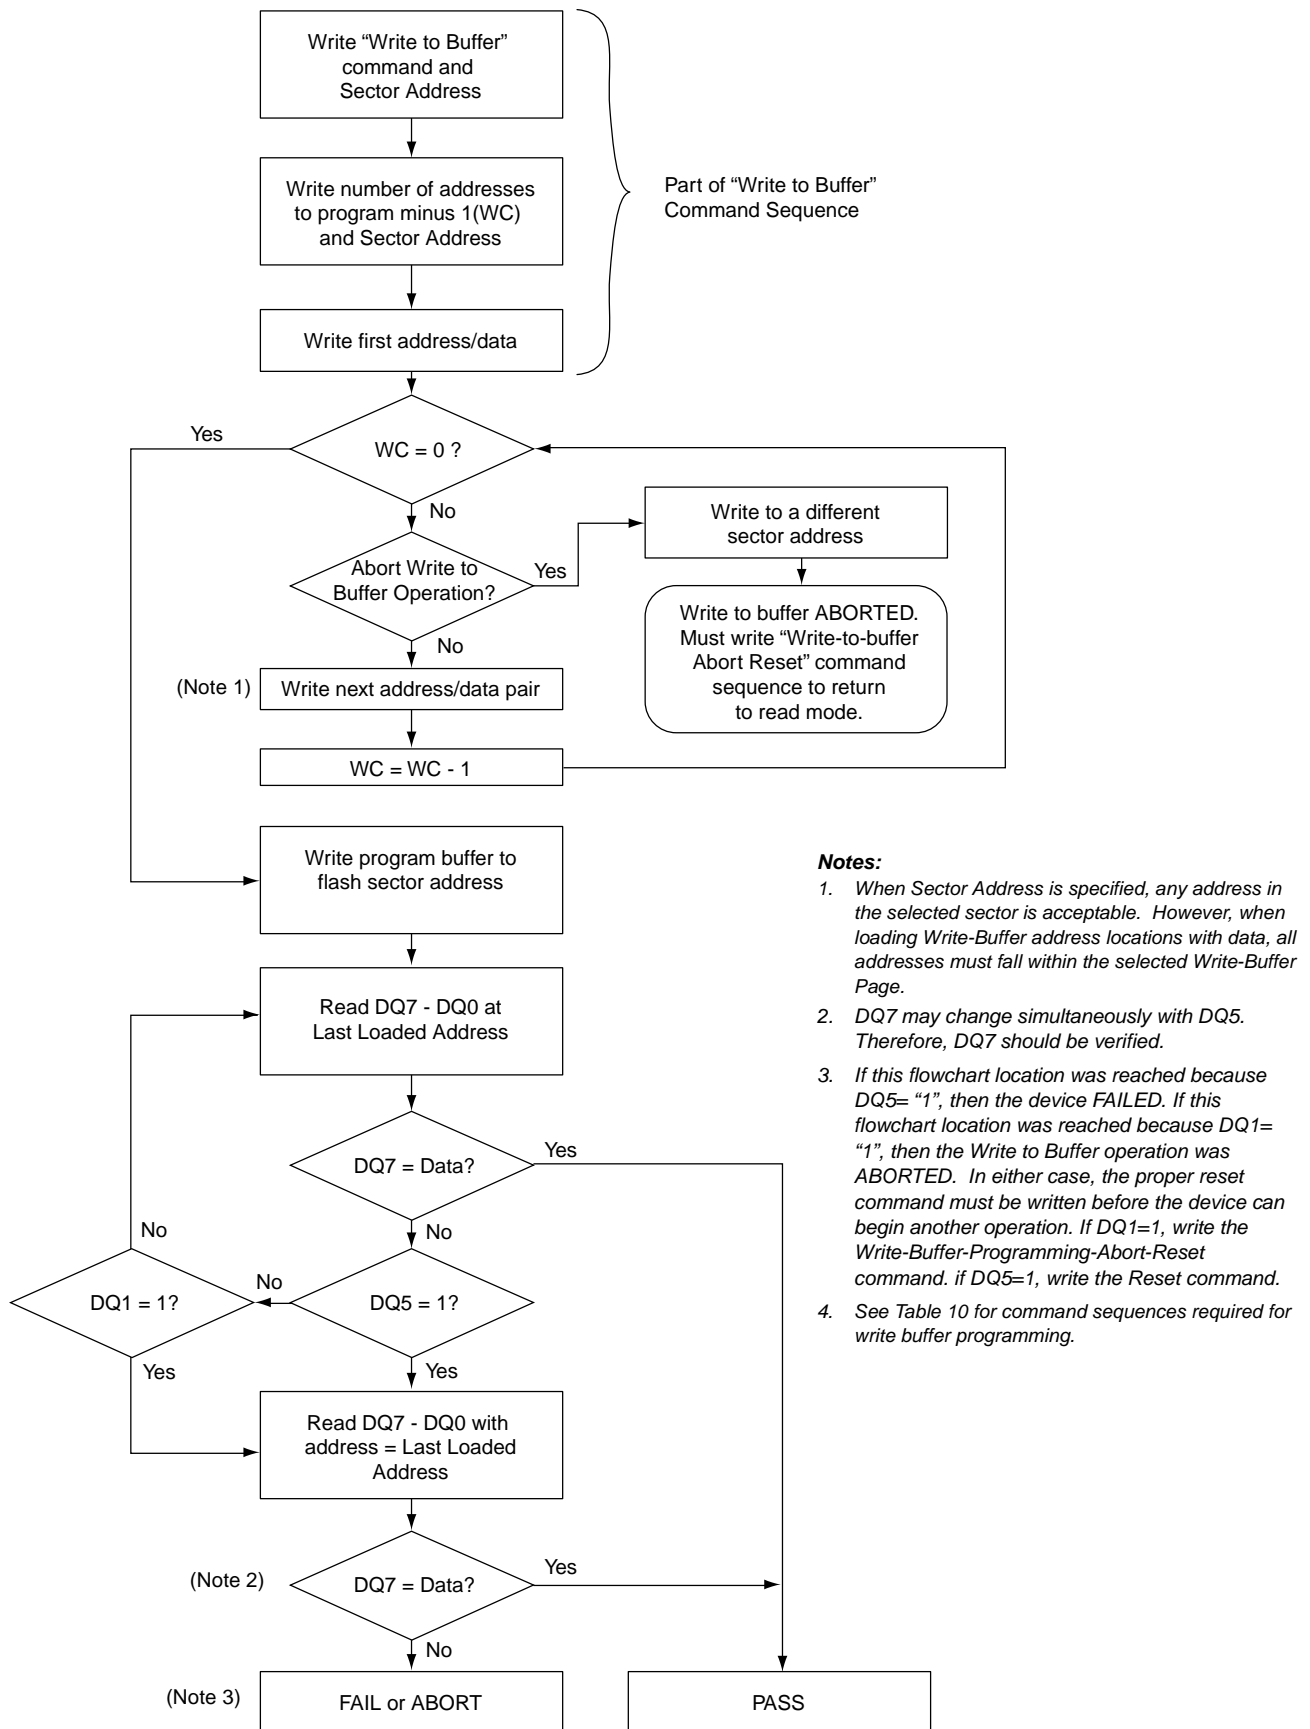 Write “Write to Buffer”
command and
Sector Address
Write number of addresses
to program minus 1(WC)
and Sector Address
Part of “Write to Buffer”
Command Sequence
Write first address/data
Yes
WC = 0 ?
No
Write to a different
sector address
Abort Write to
Buffer Operation?
Yes
Write to buffer ABORTED.
Must write “Write-to-buffer
Abort Reset” command
sequence to return
to read mode.
No
(Note 1)
Write next address/data pair
WC = WC - 1
Write program buffer to
flash sector address
Read DQ7 - DQ0 at
Last Loaded Address
DQ7 = Data?
Yes
No
No
DQ1 = 1?
No
DQ5 = 1?
Yes
Yes
Read DQ7 - DQ0 with
address = Last Loaded
Address
(Note 2)
DQ7 = Data?
Yes
No
(Note 3)
FAIL or ABORT
PASS
Notes:
1. When Sector Address is specified, any address in
the selected sector is acceptable. However, when
loading Write-Buffer address locations with data, all
addresses must fall within the selected Write-Buffer
Page.
2. DQ7 may change simultaneously with DQ5.
Therefore, DQ7 should be verified.
3. If this flowchart location was reached because
DQ5= “1”, then the device FAILED. If this
flowchart location was reached because DQ1=
“1”, then the Write to Buffer operation was
ABORTED. In either case, the proper reset
command must be written before the device can
begin another operation. If DQ1=1, write the
Write-Buffer-Programming-Abort-Reset
command. if DQ5=1, write the Reset command.
4. See Table 10 for command sequences required for
write buffer programming.